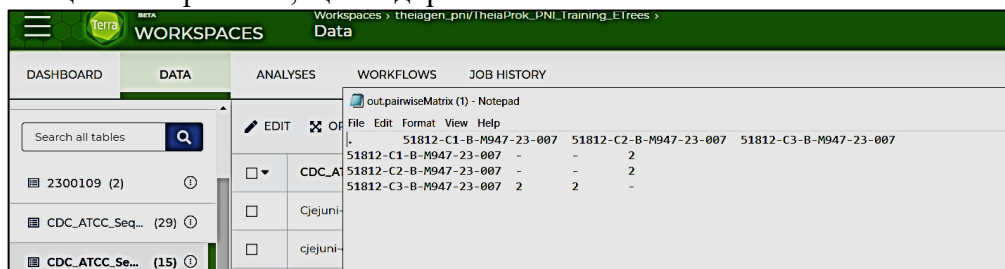 BETA
Terra
WORKSPACES
Workspaces › theiagen_pni/TheiaProk_PNI_Training_ETrees ›
Data
DASHBOARD DATA ANALYSES WORKFLOWS JOB HISTORY
out.pairwiseMatrix (1) - Notepad
File Edit Format View Help
Search all tables
EDIT
. 51812-C1-B-M947-23-007 51812-C2-B-M947-23-007 51812-C3-B-M947-23-007
51812-C1-B-M947-23-007 - - 2
51812-C2-B-M947-23-007 - - 2
51812-C3-B-M947-23-007 2 2 -
2300109 (2)
CDC_AT
CDC_ATCC_Seq... (29)
Cjejuni-
CDC_ATCC_Se... (15)
cjejuni-